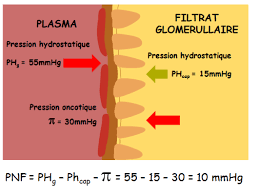 PLASMA
Pression hydrostatique
PHg = 55mmHg
Pression oncotique
π = 30mmHg
FILTRAT
GLOMERULLAIRE
Pression hydrostatique
PHcap = 15mmHg
PNF = PHg – Phcap – π = 55 – 15 – 30 = 10 mmHg